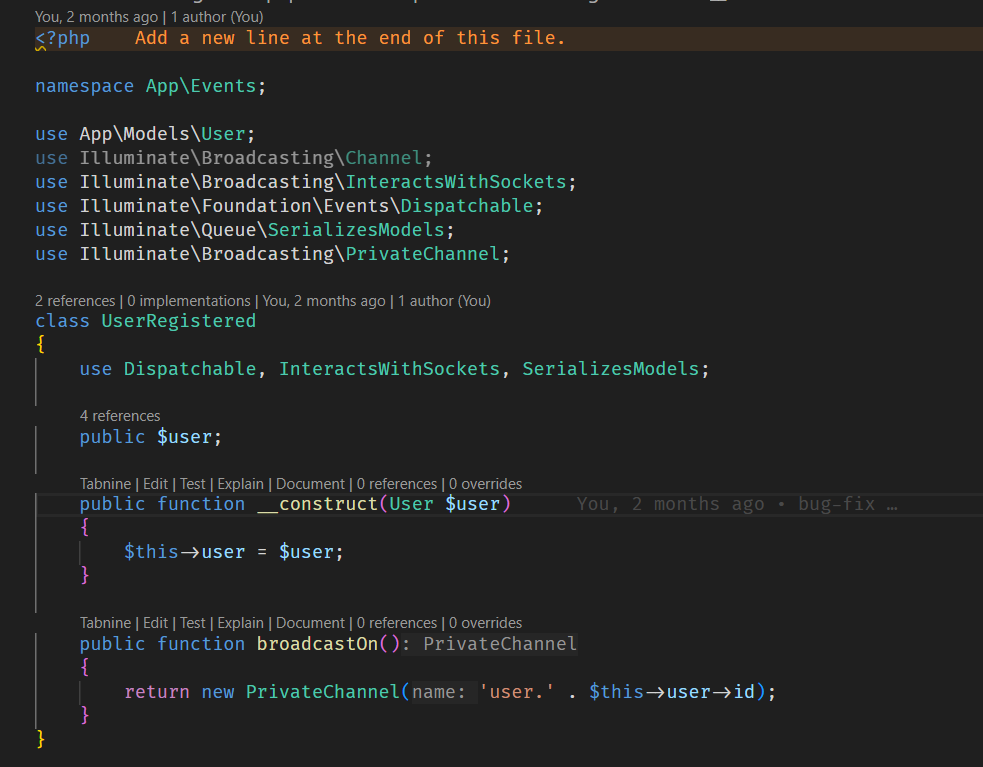 You, 2 months ago | 1 author (You)
<?php    Add a new line at the end of this file.
namespace App\Events;
use App\Models\User;
use Illuminate\Broadcasting\Channel;
use Illuminate\Broadcasting\InteractsWithSockets;
use Illuminate\Foundation\Events\Dispatchable;
use Illuminate\Queue\SerializesModels;
use Illuminate\Broadcasting\PrivateChannel;
2 references | 0 implementations | You, 2 months ago | 1 author (You)
class UserRegistered
{
    use Dispatchable, InteractsWithSockets, SerializesModels;
    4 references
    public $user;
    Tabnine | Edit | Test | Explain | Document | 0 references | 0 overrides
    public function __construct(User $user)      You, 2 months ago • bug-fix …
    {
        $this->user = $user;
    }
    Tabnine | Edit | Test | Explain | Document | 0 references | 0 overrides
    public function broadcastOn(): PrivateChannel
    {
        return new PrivateChannel(name: 'user.' . $this->user->id);
    }
}